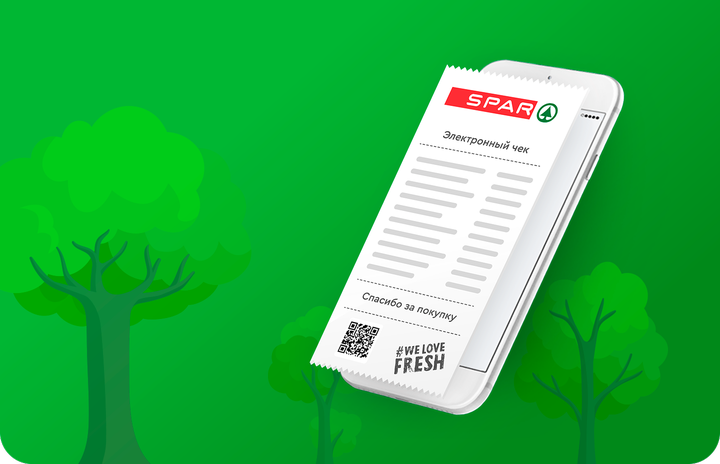 SPAR
Электронный чек
Спасибо за покупку
#WE LOVE
FRESH